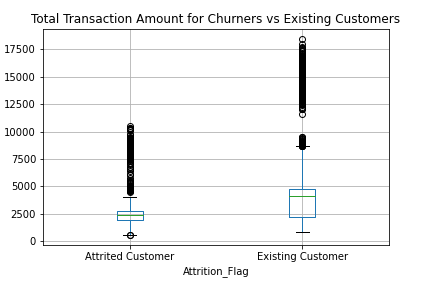 Total Transaction Amount for Churners vs Existing Customers
17500
15000
12500
10000
7500
5000
2500
0
Attrited Customer Existing Customer
Attrition_Flag